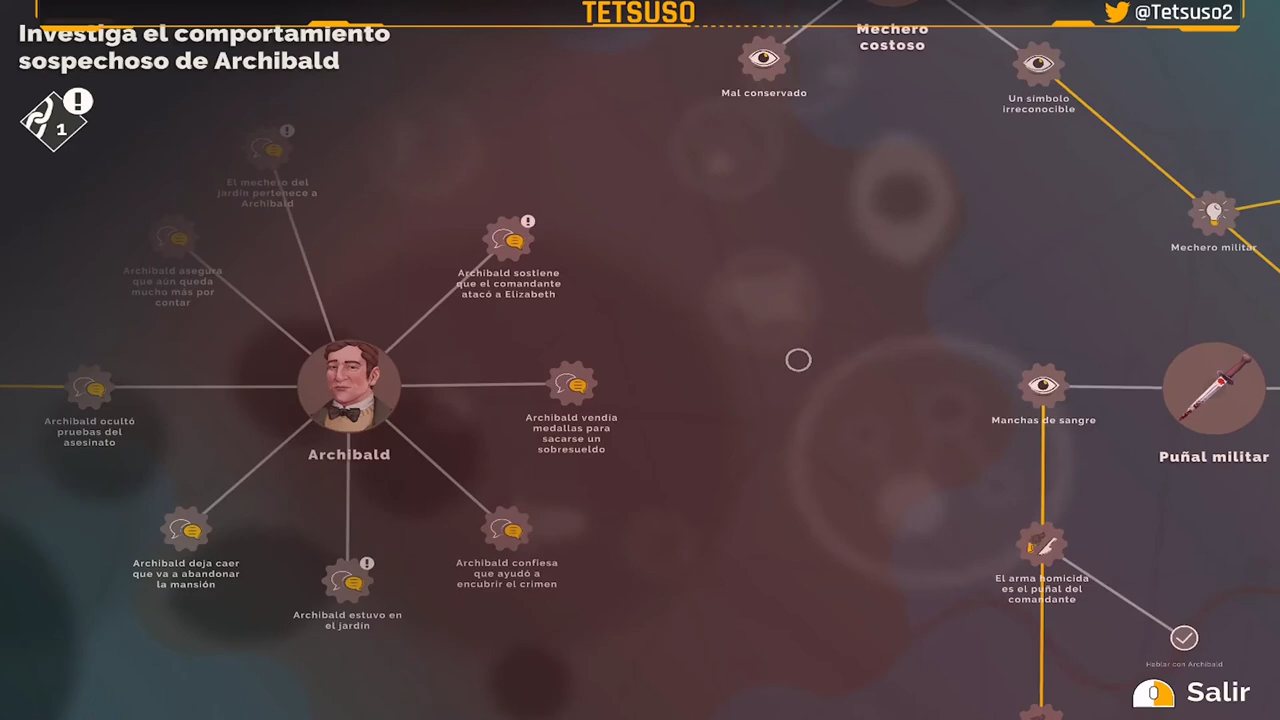 TETSUSO
@Tetsuso2
Investiga el comportamiento
sospechoso de Archibald
1
Mechero
costoso
Mal conservado
Un símbolo
irreconocible
El mechero del
jardín pertenece a
Archibald
Archibald asegura
que aún queda
mucho más por
contar
Archibald sostiene
que el comandante
atacó a Elizabeth
Mechero militar
Archibald ocultó
pruebas del
asesinato
Archibald
Archibald vendía
medallas para
sacarse un
sobresueldo
Manchas de sangre
Puñal militar
Archibald deja caer
que va a abandonar
la mansión
Archibald estuvo en
el jardín
Archibald confiesa
que ayudó a
encubrir el crimen
El arma homicida
es el puñal del
comandante
Hablar con Archibald
Salir